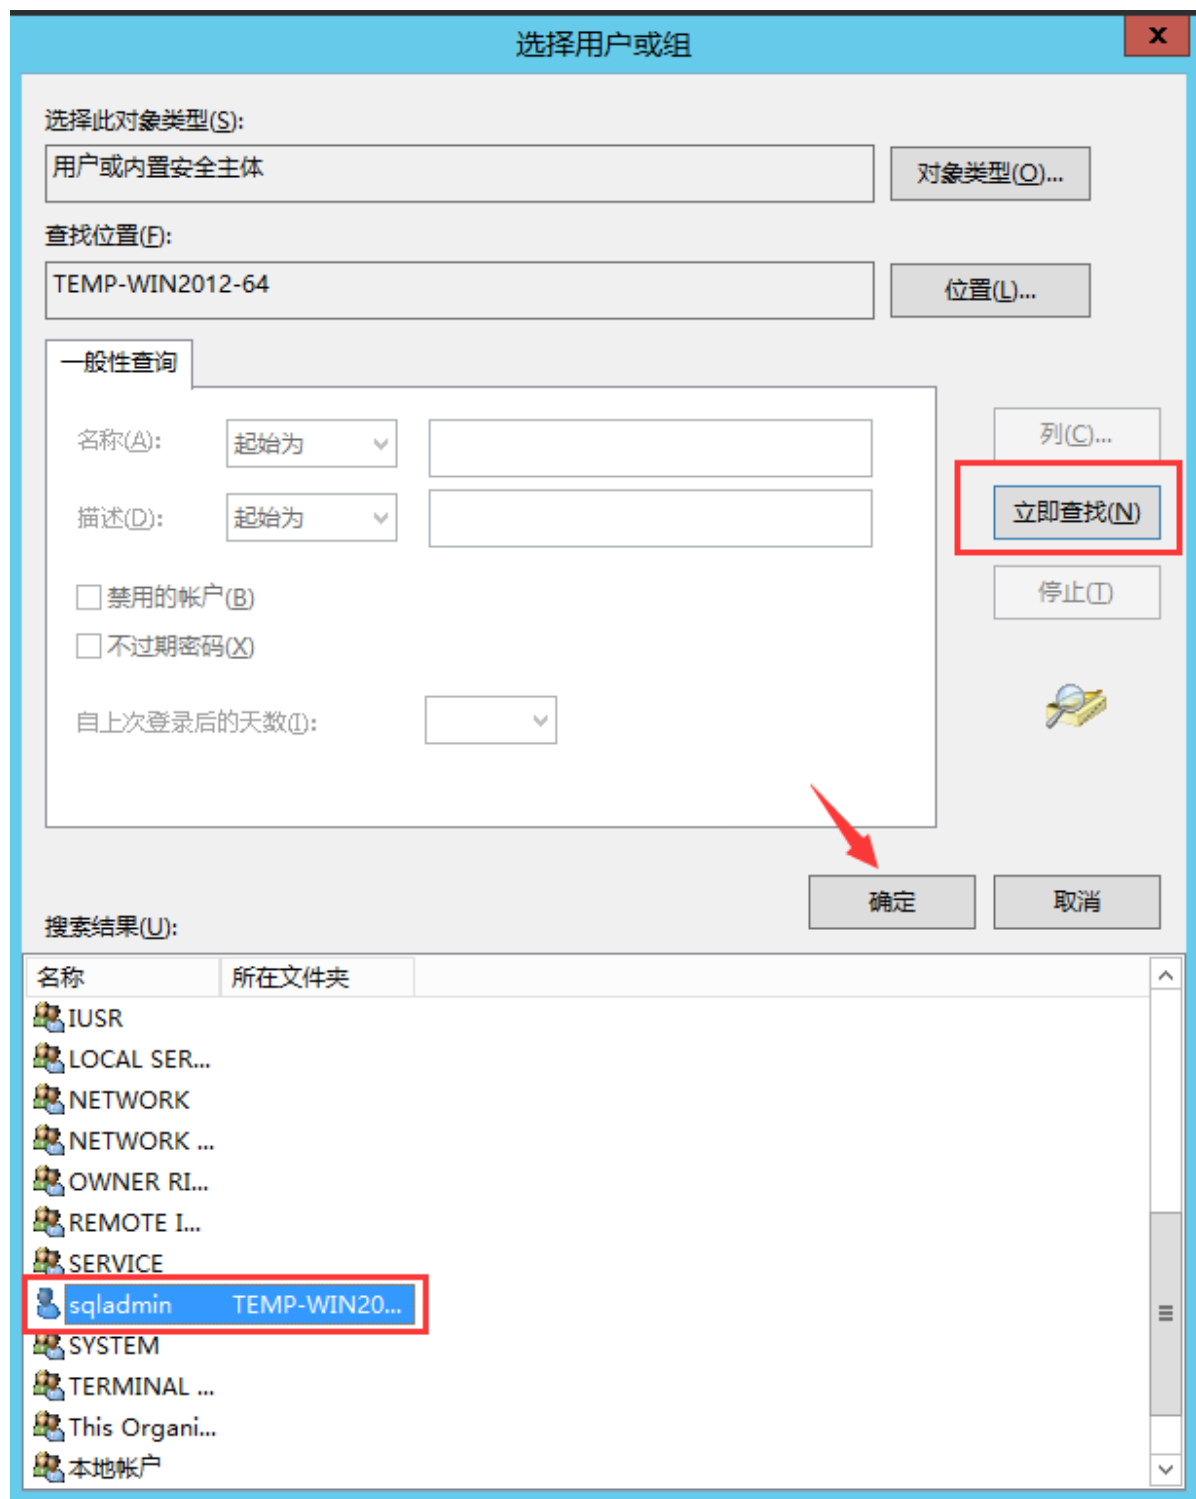 选择用户或组
x
选择此对象类型(S):
用户或内置安全主体
对象类型(O)...
查找位置(F):
TEMP-WIN2012-64
位置(L)...
一般性查询
名称(A):
起始为
列(C)...
描述(D):
起始为
立即查找(N)
禁用的帐户(B)
停止(T)
不过期密码(X)
自上次登录后的天数(I):
确定
取消
搜索结果(U):
名称 所在文件夹
IUSR
LOCAL SER...
NETWORK
NETWORK ...
OWNER RI...
REMOTE I...
SERVICE
sqladmin TEMP-WIN20...
SYSTEM
TERMINAL ...
This Organi...
本地帐户